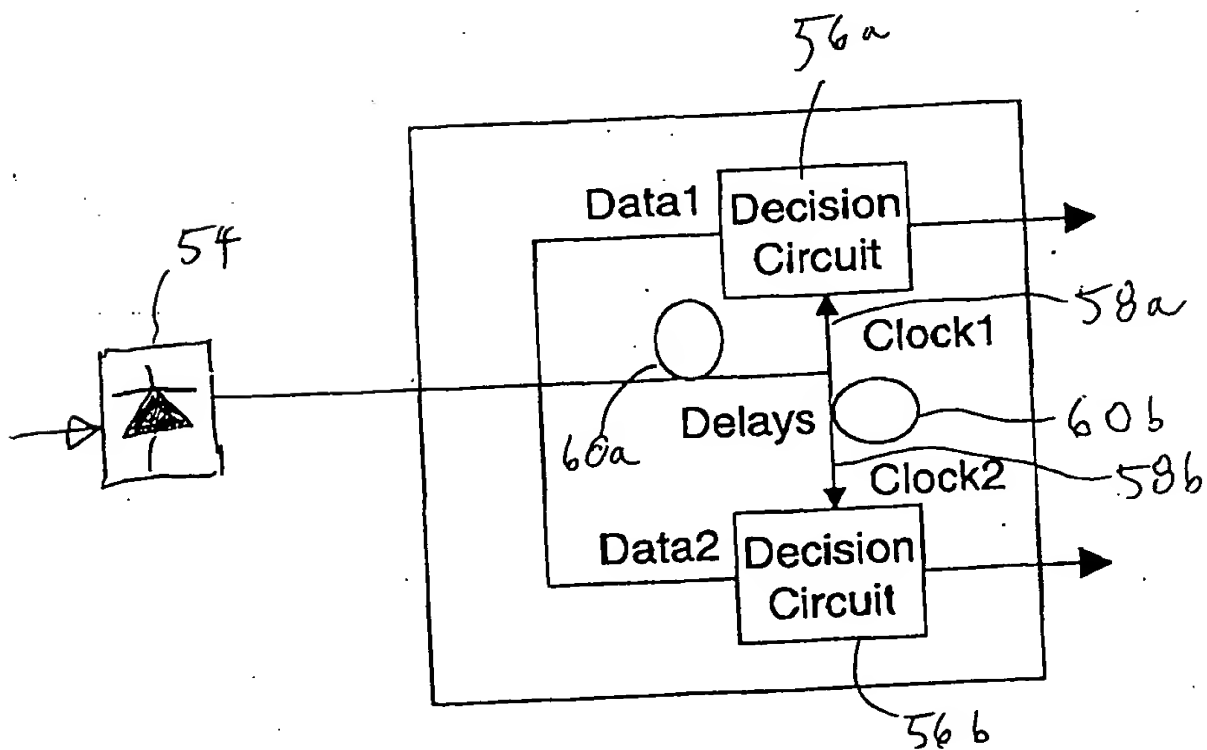 56a
54
Data1
Decision
Circuit
58a
Clock1
Delays
60b
60a
Clock2
58b
Data2
Decision
Circuit
56b